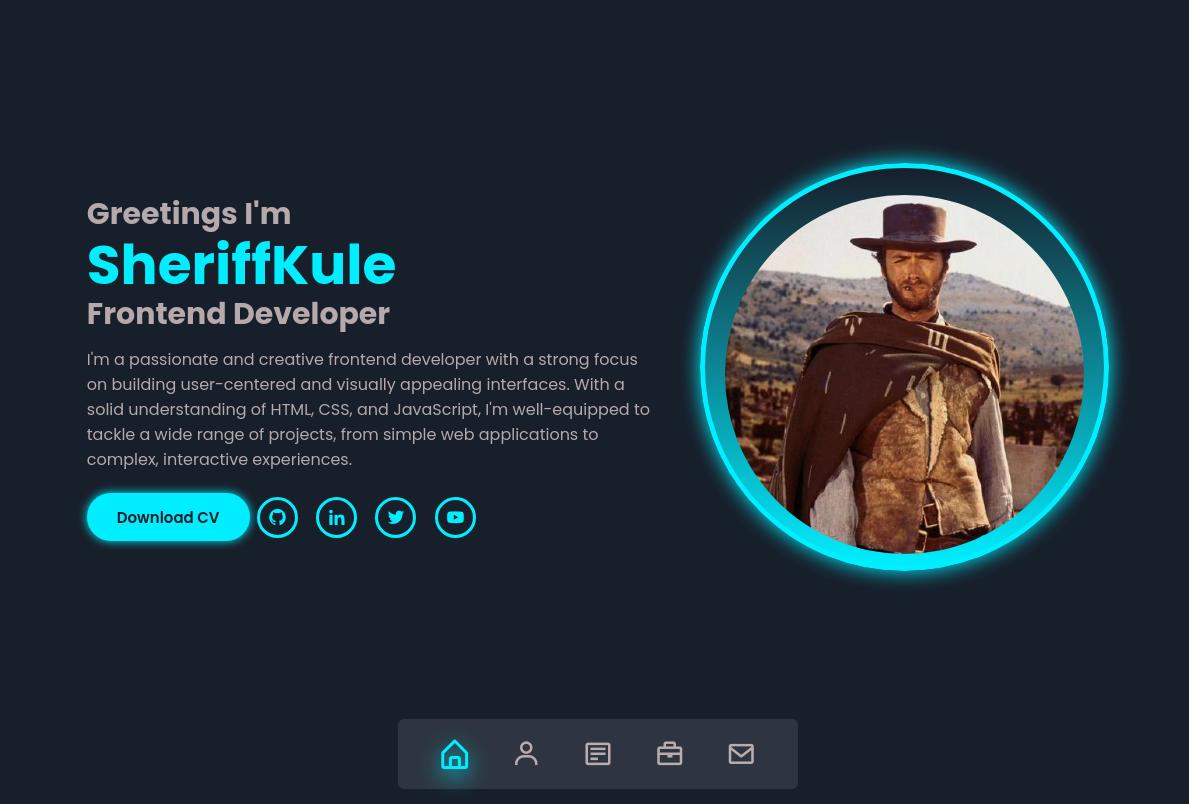 Greetings I'm
SheriffKule
Frontend Developer
I'm a passionate and creative frontend developer with a strong focus
on building user-centered and visually appealing interfaces. With a
solid understanding of HTML, CSS, and JavaScript, I'm well-equipped to
tackle a wide range of projects, from simple web applications to
complex, interactive experiences.
Download CV